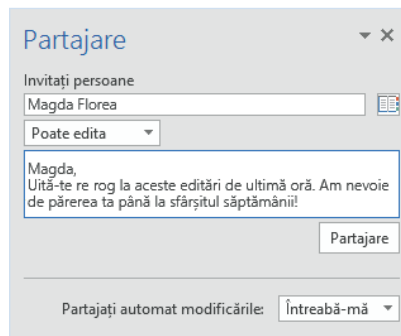 Partajare
Invitați persoane
Magda Florea
Poate edita
Magda,
Uită-te re rog la aceste editări de ultimă oră. Am nevoie
de părerea ta până la sfârșitul săptămânii!
Partajare
Partajați automat modificările: Întreabă-mă